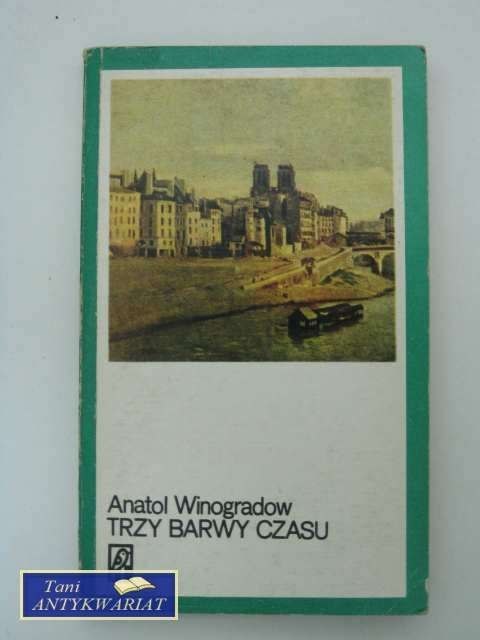 Anatol Winogradow
TRZY BARWY CZASU
Tani
ANTYKWARIAT